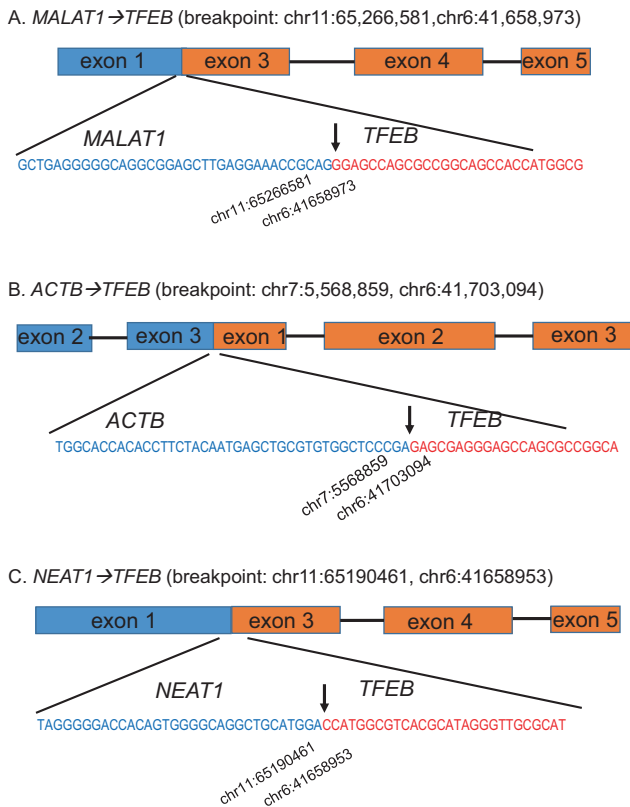 A. MALAT1→TFEB (breakpoint: chr11:65,266,581,chr6:41,658,973)
exon 1 exon 3 exon 4 exon 5
MALAT1 TFEB
GCTGAGGGGGCAGGCGGAGCTTGAGGAAACCGCAGGGAGCCAGCGCCGGCAGCCACCATGGCG
chr11:65266581
chr6:41658973
B. ACTB→TFEB (breakpoint: chr7:5,568,859, chr6:41,703,094)
exon 2 exon 3 exon 1 exon 2 exon 3
ACTB TFEB
TGGCACCACACCTTCTACAATGAGCTGCGTGTGGCTCCCGAGAGCGAGGGAGCCAGCGCCGGCA
chr7:5568859
chr6:41703094
C. NEAT1→TFEB (breakpoint: chr11:65190461, chr6:41658953)
exon 1 exon 3 exon 4 exon 5
NEAT1 TFEB
TAGGGGGACCACAGTGGGGCAGGCTGCATGGACCATGGCGTCACGCATAGGGTTGCGCAT
chr11:65190461
chr6:41658953